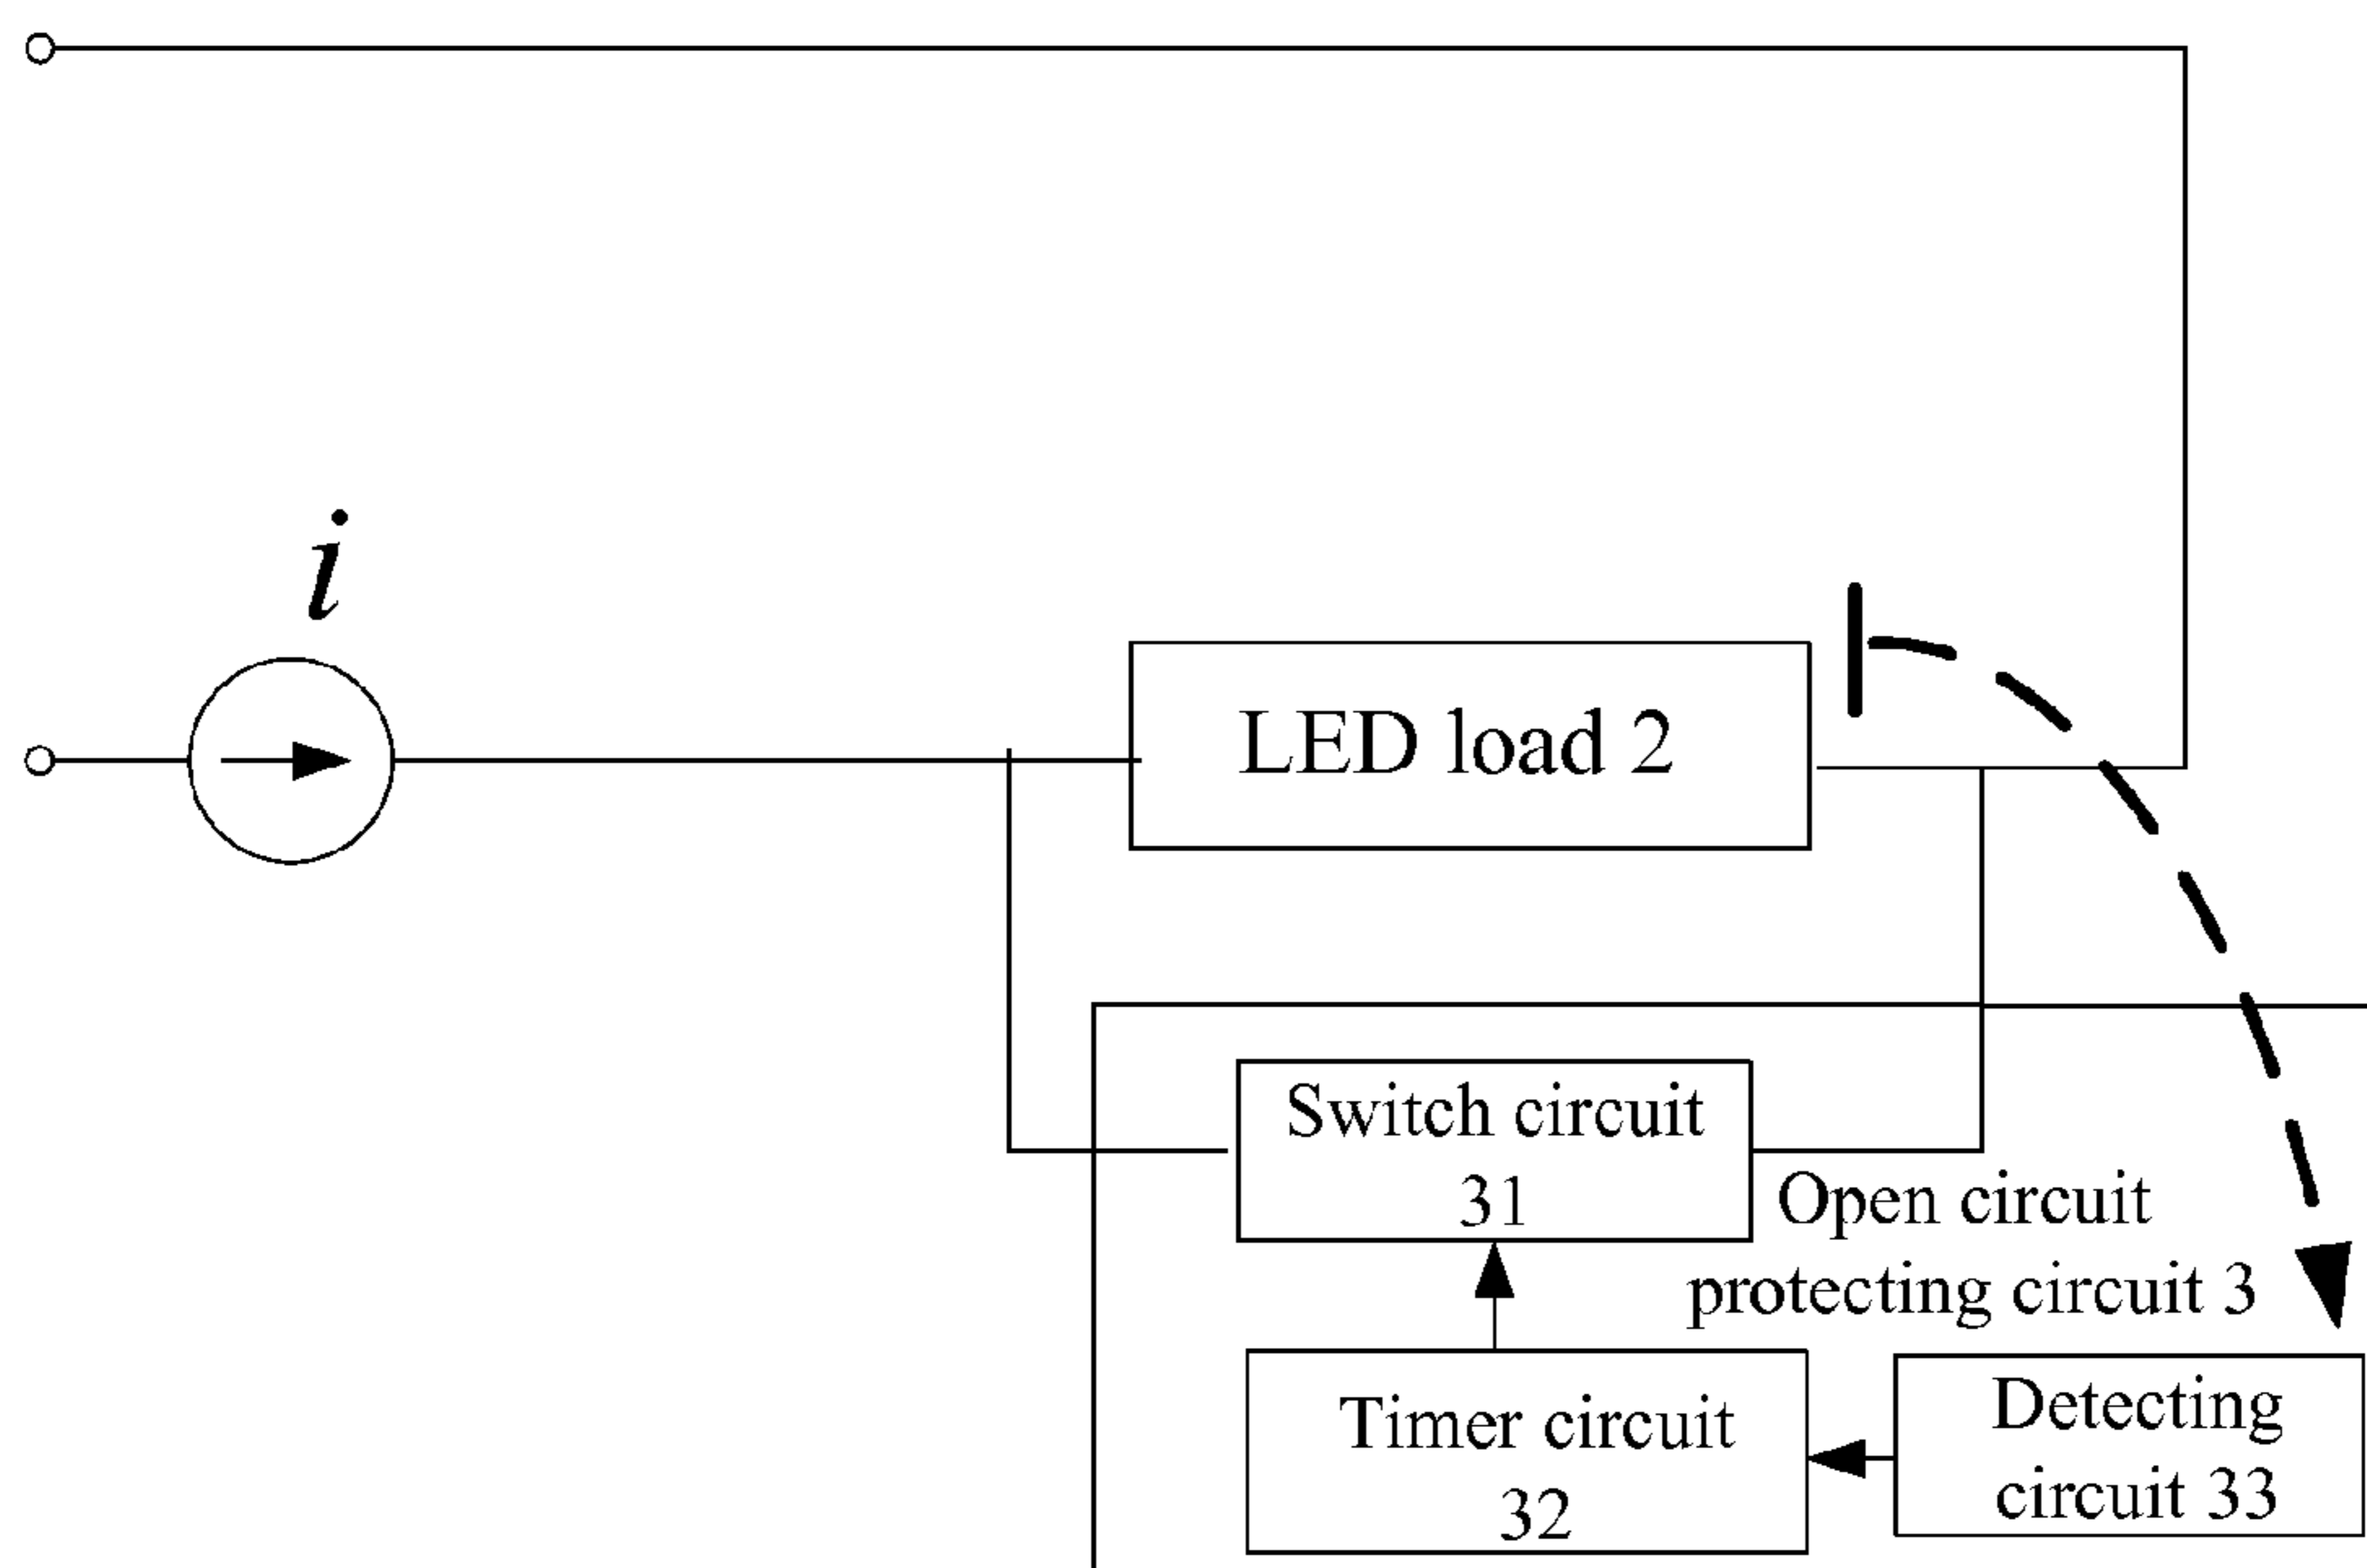 i
LED load 2
Switch circuit
31
Open circuit
protecting circuit 3
Timer circuit
32
Detecting
circuit 33